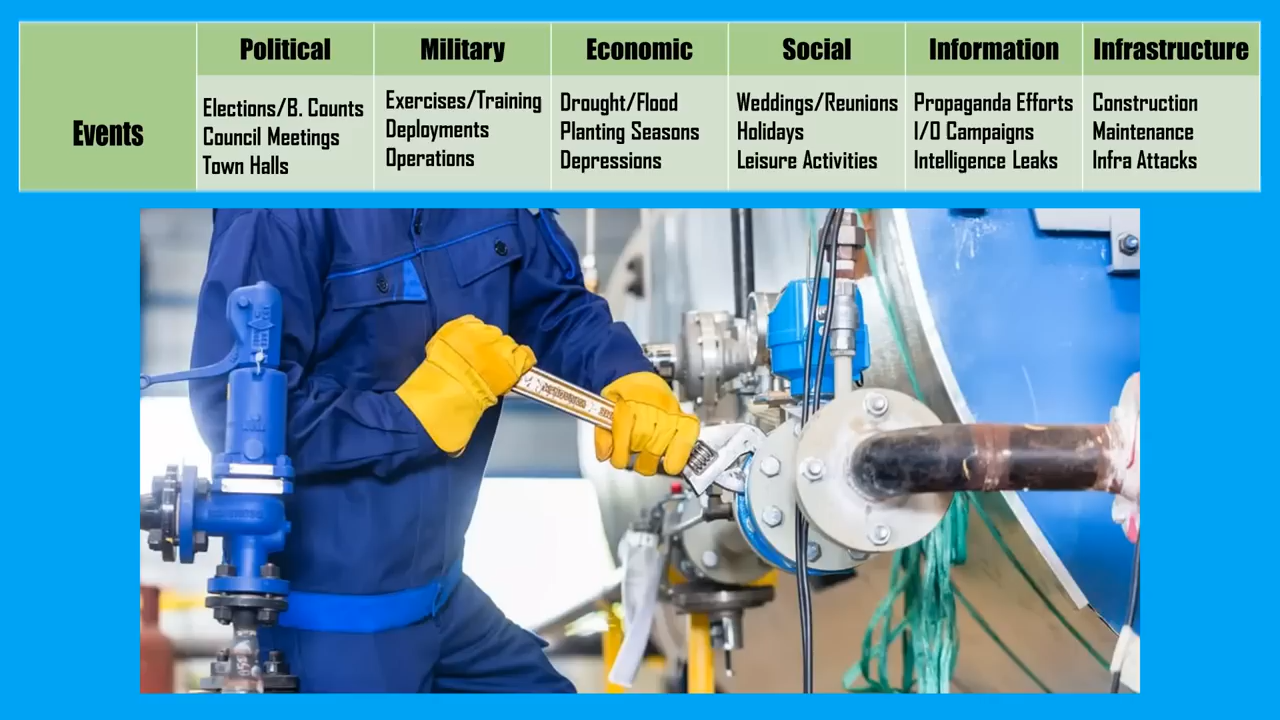 Political Military Economic Social Information Infrastructure
Events
Elections/B. Counts
Council Meetings
Town Halls
Exercises/Training
Deployments
Operations
Drought/Flood
Planting Seasons
Depressions
Weddings/Reunions
Holidays
Leisure Activities
Propaganda Efforts
I/O Campaigns
Intelligence Leaks
Construction
Maintenance
Infra Attacks